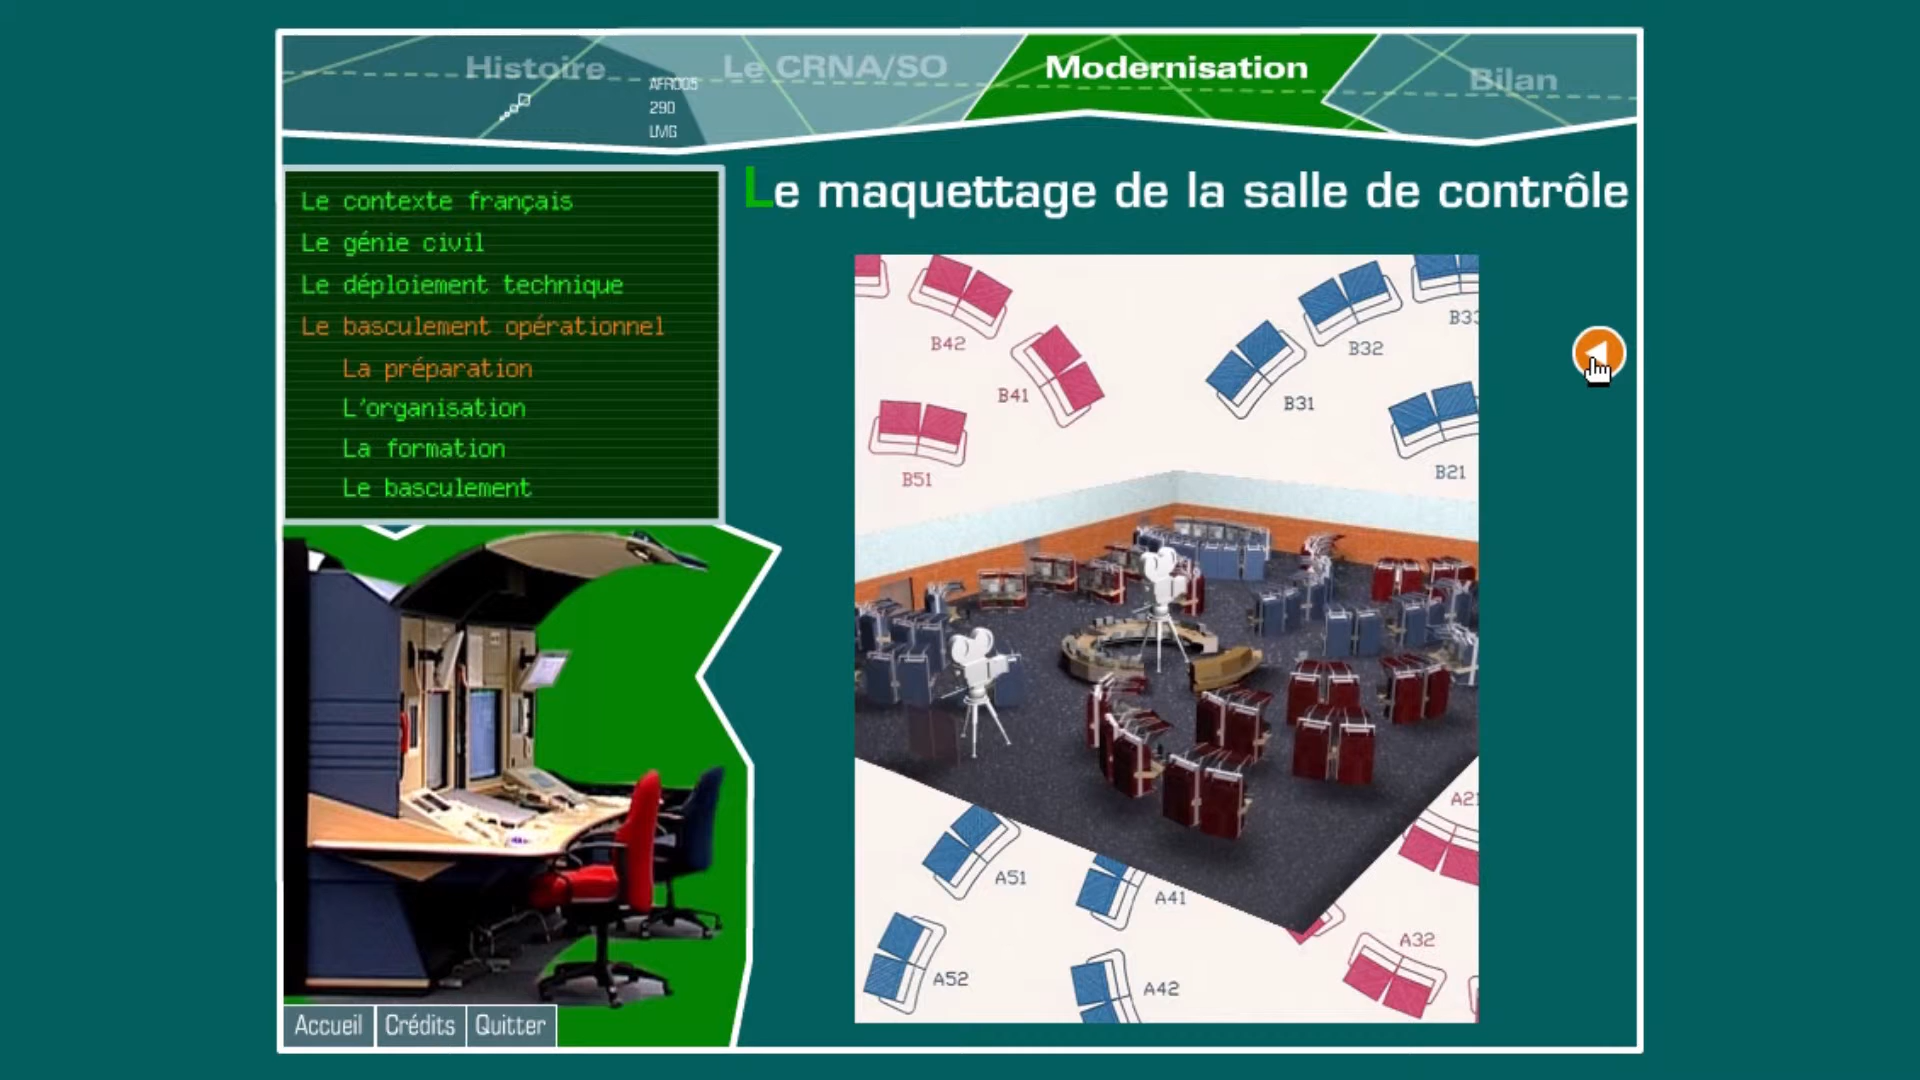 Histoire
Le CRNA/SO
Modernisation
Bilan
AFR005
290
LMG
Le contexte français
Le génie civil
Le déploiement technique
Le basculement opérationnel
La préparation
L'organisation
La formation
Le basculement
Le maquettage de la salle de contrôle
B42
B41
B51
B31
B32
B33
B21
A51
A41
A52
A42
A21
A32
Accueil
Crédits
Quitter